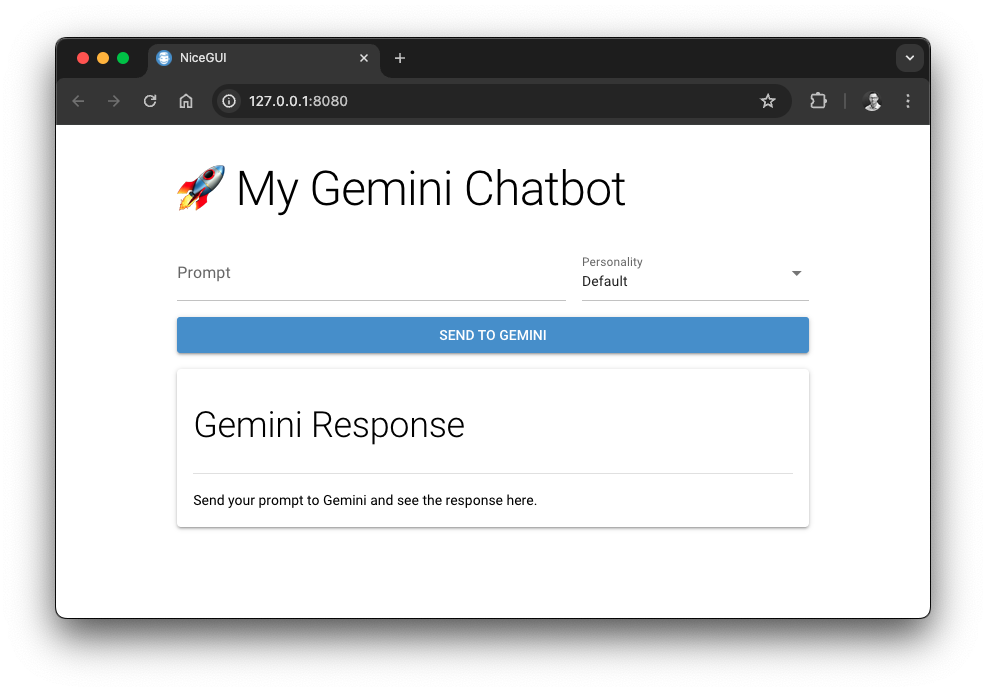 NiceGUI
127.0.0.1:8080
🚀 My Gemini Chatbot
Prompt
Personality
Default
SEND TO GEMINI
Gemini Response
Send your prompt to Gemini and see the response here.